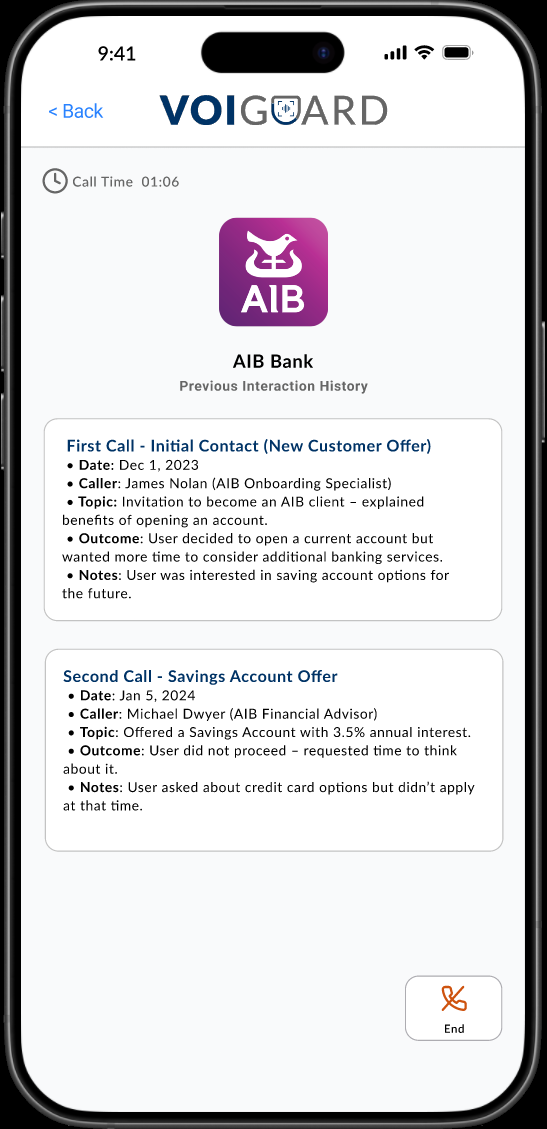 9:41
< Back
VOIGUARD
Call Time 01:06
AIB
AIB Bank
Previous Interaction History
First Call - Initial Contact (New Customer Offer)
• Date: Dec 1, 2023
• Caller: James Nolan (AIB Onboarding Specialist)
• Topic: Invitation to become an AIB client – explained
benefits of opening an account.
• Outcome: User decided to open a current account but
wanted more time to consider additional banking services.
• Notes: User was interested in saving account options for
the future.
Second Call - Savings Account Offer
• Date: Jan 5, 2024
• Caller: Michael Dwyer (AIB Financial Advisor)
• Topic: Offered a Savings Account with 3.5% annual interest.
• Outcome: User did not proceed – requested time to think
about it.
• Notes: User asked about credit card options but didn't apply
at that time.
End